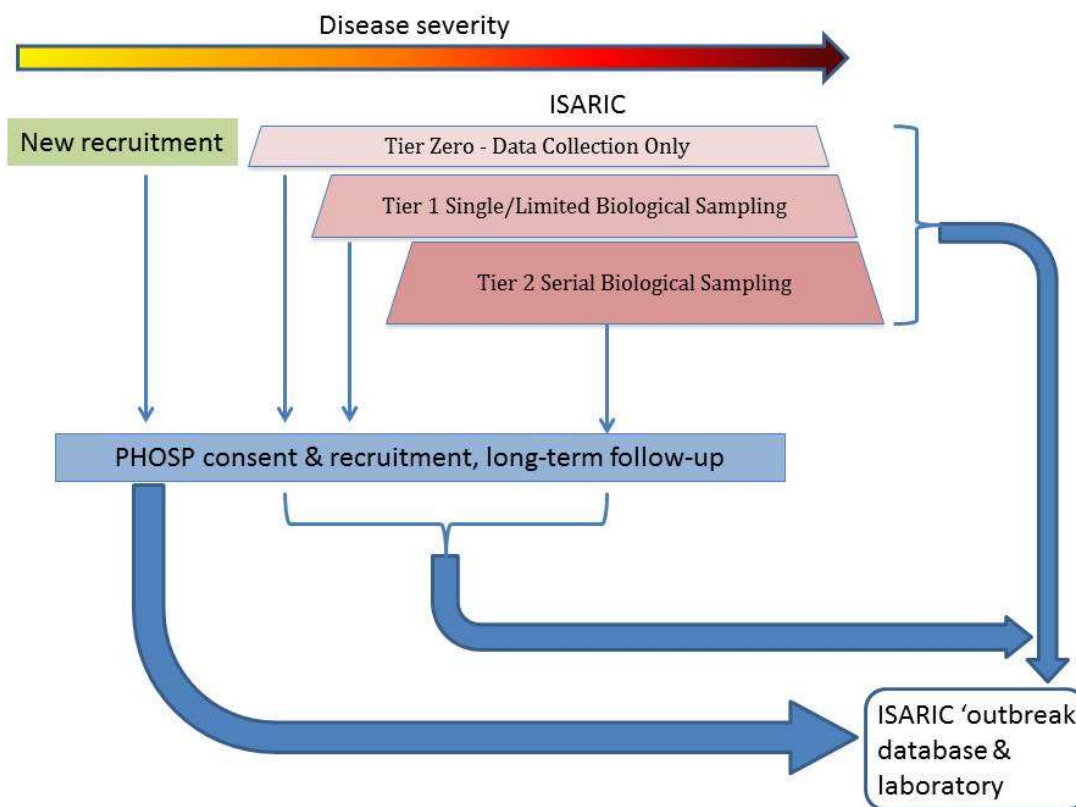 Disease severity
ISARIC
New recruitment
Tier Zero - Data Collection Only
Tier 1 Single/Limited Biological Sampling
Tier 2 Serial Biological Sampling
PHOSP consent & recruitment, long-term follow-up
ISARIC ‘outbreak
database &
laboratory